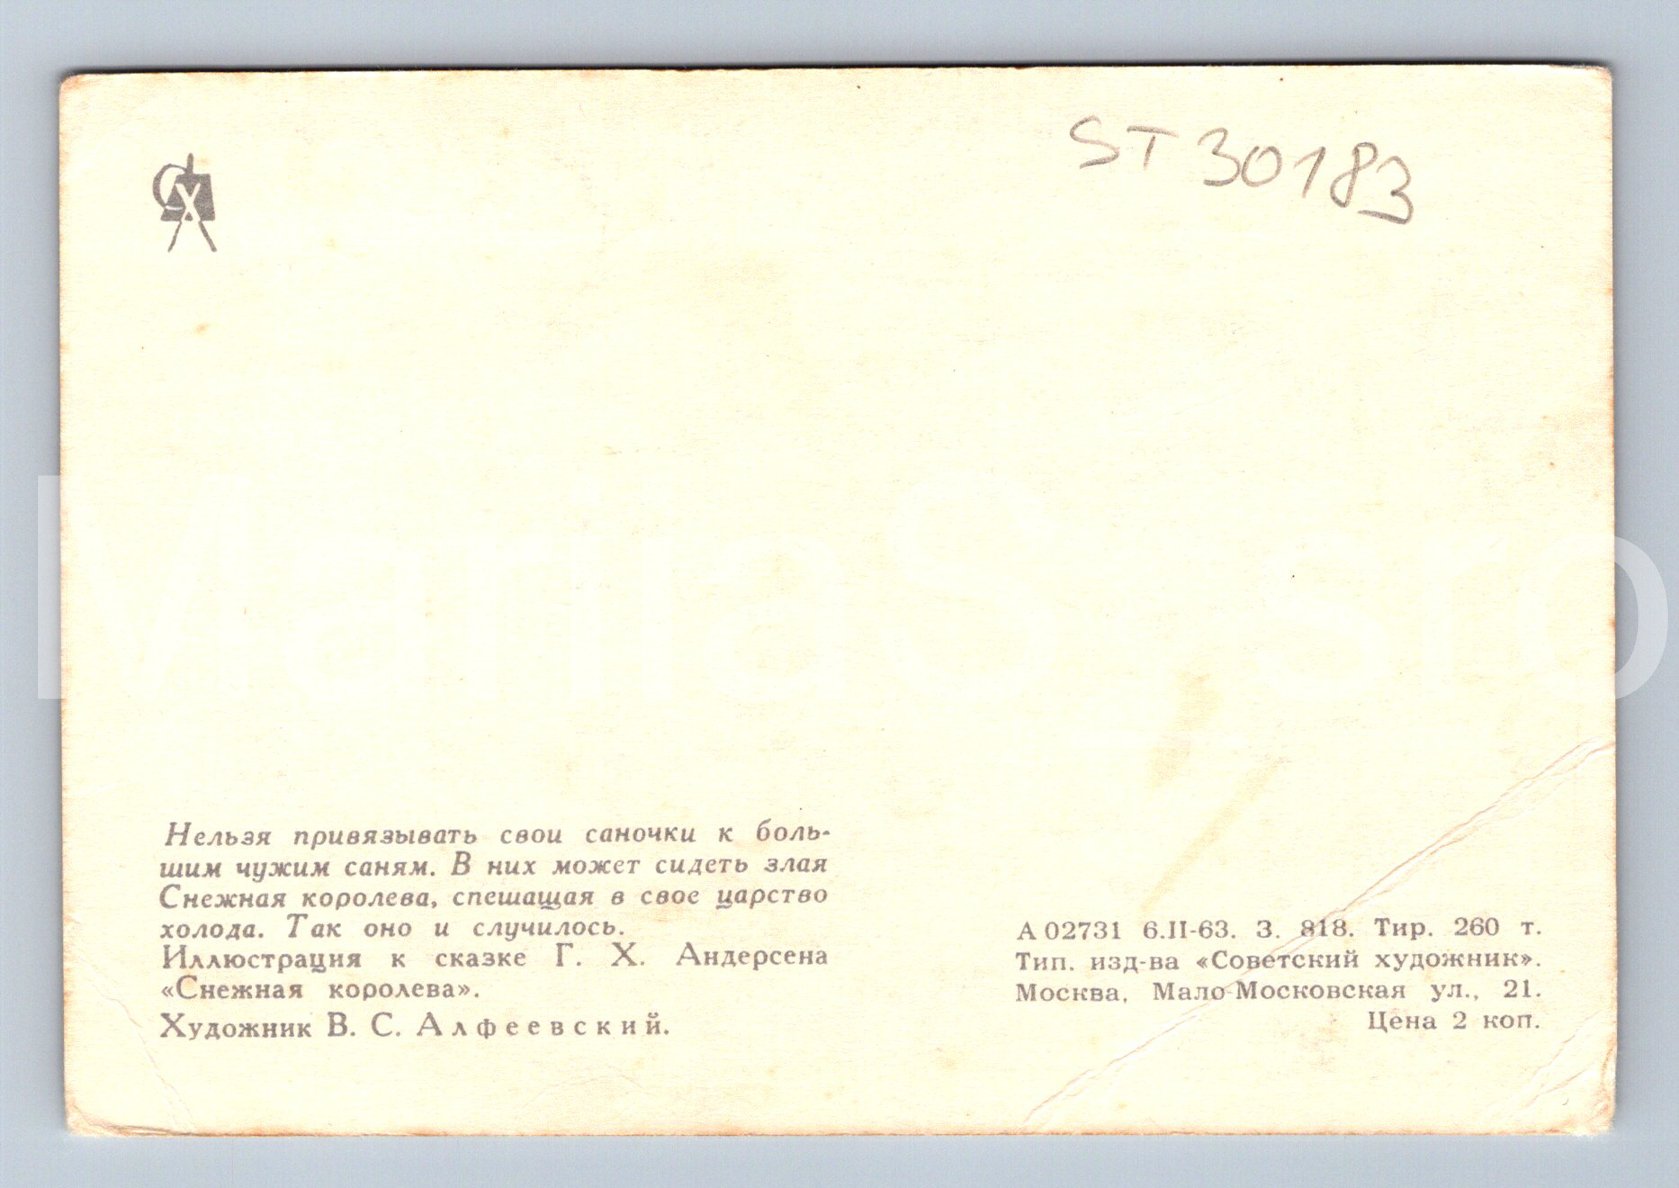 СХ
ST 30183
Нельзя привязывать свои саночки к боль-
шим чужим саням. В них может сидеть злая
Снежная королева, спешащая в свое царство
холода. Так оно и случилось.
Иллюстрация к сказке Г. Х. Андерсена
«Снежная королева».
Художник В. С. Алфеевский.
А 02731 6.II-63. З. 818. Тир. 260 т.
Тип. изд-ва «Советский художник».
Москва, Мало-Московская ул., 21.
Цена 2 коп.